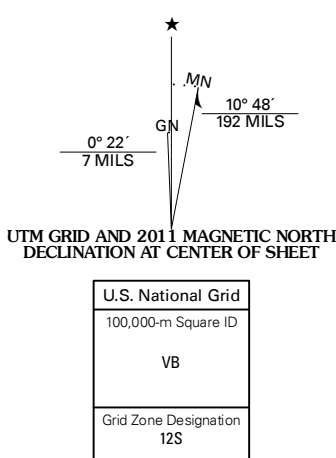 ★
MN
GN
10° 48´
192 MILS
0° 22´
7 MILS
UTM GRID AND 2011 MAGNETIC NORTH
DECLINATION AT CENTER OF SHEET
U.S. National Grid
100,000-m Square ID
VB
Grid Zone Designation
12S